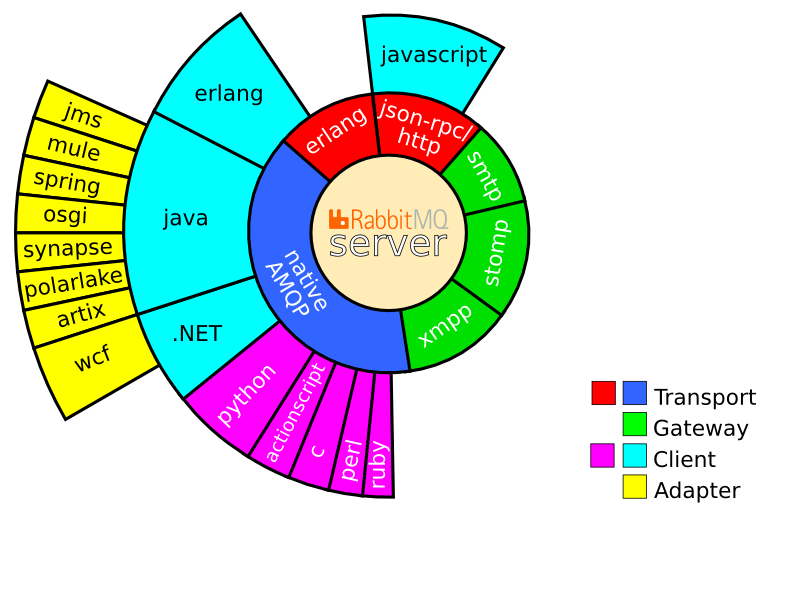 javascript
erlang
erlang
json-rpc/
http
jms
mule
spring
osgi
synapse
polarlake
artix
wcf
java
.NET
smtp
stomp
xmpp
RabbitMQ
server
native
AMQP
python
actionscript
c
perl
ruby
Transport
Gateway
Client
Adapter